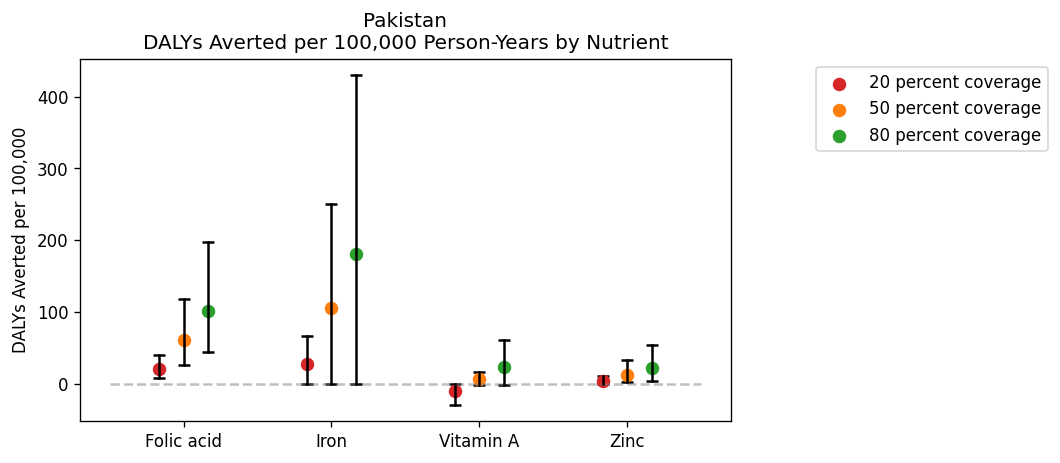 Pakistan
DALYs Averted per 100,000 Person-Years by Nutrient
DALYs Averted per 100,000
400
300
200
100
0
Folic acid
Iron
Vitamin A
Zinc
20 percent coverage
50 percent coverage
80 percent coverage